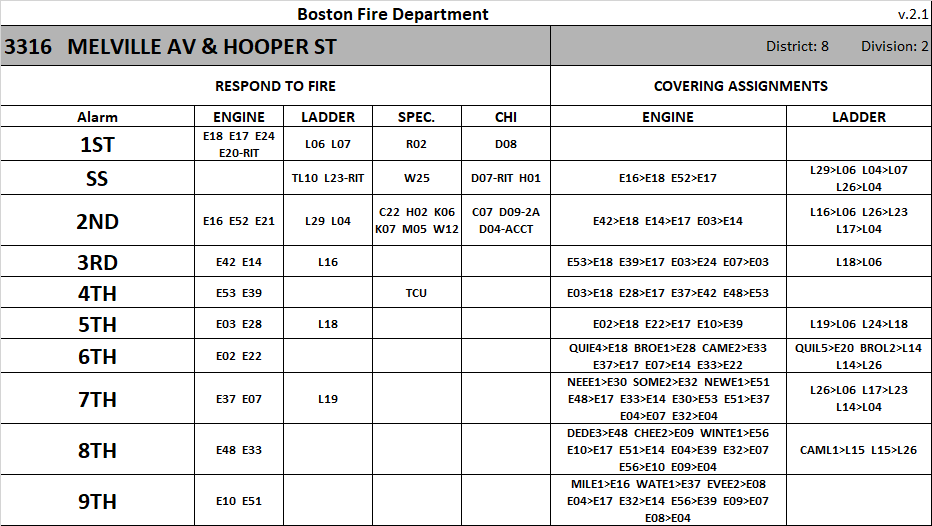 Boston Fire Department v.2.1
3316 MELVILLE AV & HOOPER ST District: 8 Division: 2
RESPOND TO FIRE COVERING ASSIGNMENTS
Alarm ENGINE LADDER SPEC. CHI ENGINE LADDER
1ST
E18 E17 E24
E20-RIT
L06 L07
R02
D08
SS
TL10 L23-RIT
W25
D07-RIT H01
E16>E18 E52>E17
L29>L06 L04>L07
L26>L04
2ND
E16 E52 E21
L29 L04
C22 H02 K06
K07 M05 W12
C07 D09-2A
D04-ACCT
E42>E18 E14>E17 E03>E14
L16>L06 L26>L23
L17>L04
3RD
E42 E14
L16
E53>E18 E39>E17 E03>E24 E07>E03
L18>L06
4TH
E53 E39
TCU
E03>E18 E28>E17 E37>E42 E48>E53
5TH
E03 E28
L18
E02>E18 E22>E17 E10>E39
L19>L06 L24>L18
6TH
E02 E22
QUIE4>E18 BROE1>E28 CAME2>E33
E37>E17 E07>E14 E33>E22
QUIL5>E20 BROL2>L14
L14>L26
7TH
E37 E07
L19
NEEE1>E30 SOME2>E32 NEWE1>E51
E48>E17 E33>E14 E30>E53 E51>E37
E04>E07 E32>E04
L26>L06 L17>L23
L14>L04
8TH
E48 E33
DEDE3>E48 CHEE2>E09 WINTE1>E56
E10>E17 E51>E14 E04>E39 E32>E07
E56>E10 E09>E04
CAML1>L15 L15>L26
9TH
E10 E51
MILE1>E16 WATE1>E37 EVEE2>E08
E04>E17 E32>E14 E56>E39 E09>E07
E08>E04